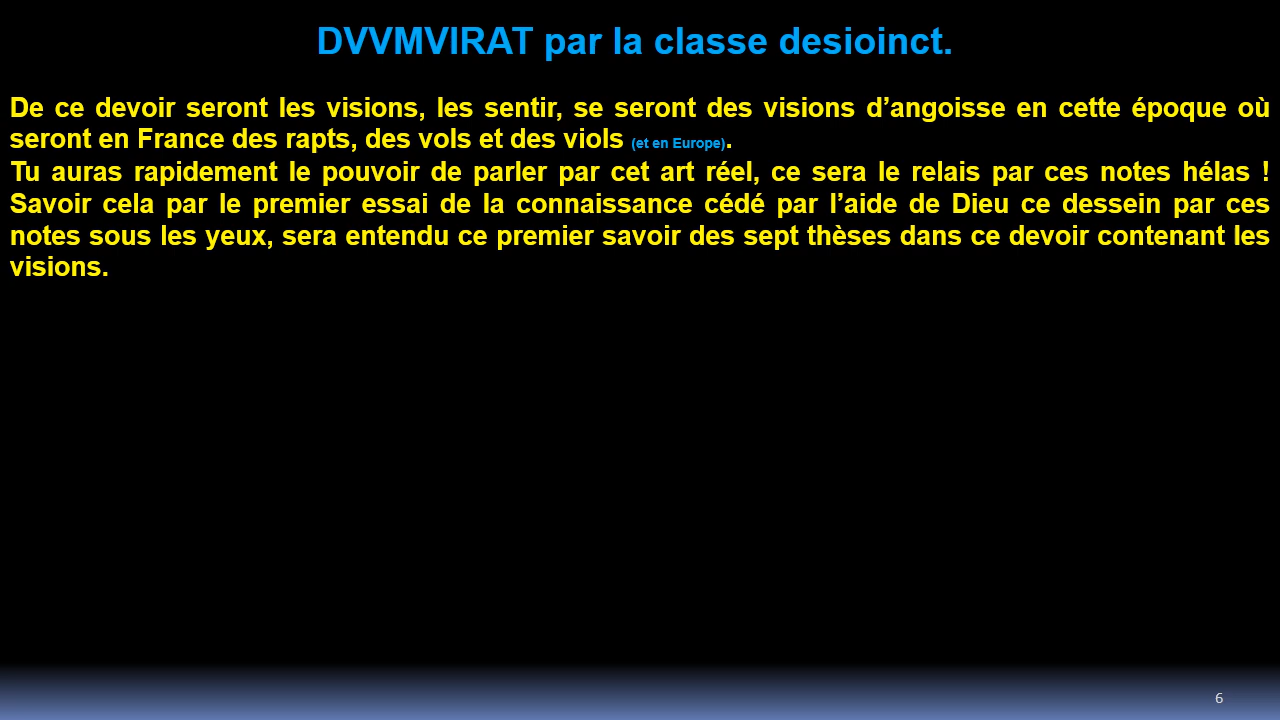 DVVMVIRAT par la classe desioinct.
De ce devoir seront les visions, les sentir, se seront des visions d’angoisse en cette époque où
seront en France des rapts, des vols et des viols (et en Europe).
Tu auras rapidement le pouvoir de parler par cet art réel, ce sera le relais par ces notes hélas !
Savoir cela par le premier essai de la connaissance cédé par l’aide de Dieu ce dessein par ces
notes sous les yeux, sera entendu ce premier savoir des sept thèses dans ce devoir contenant les
visions.
6